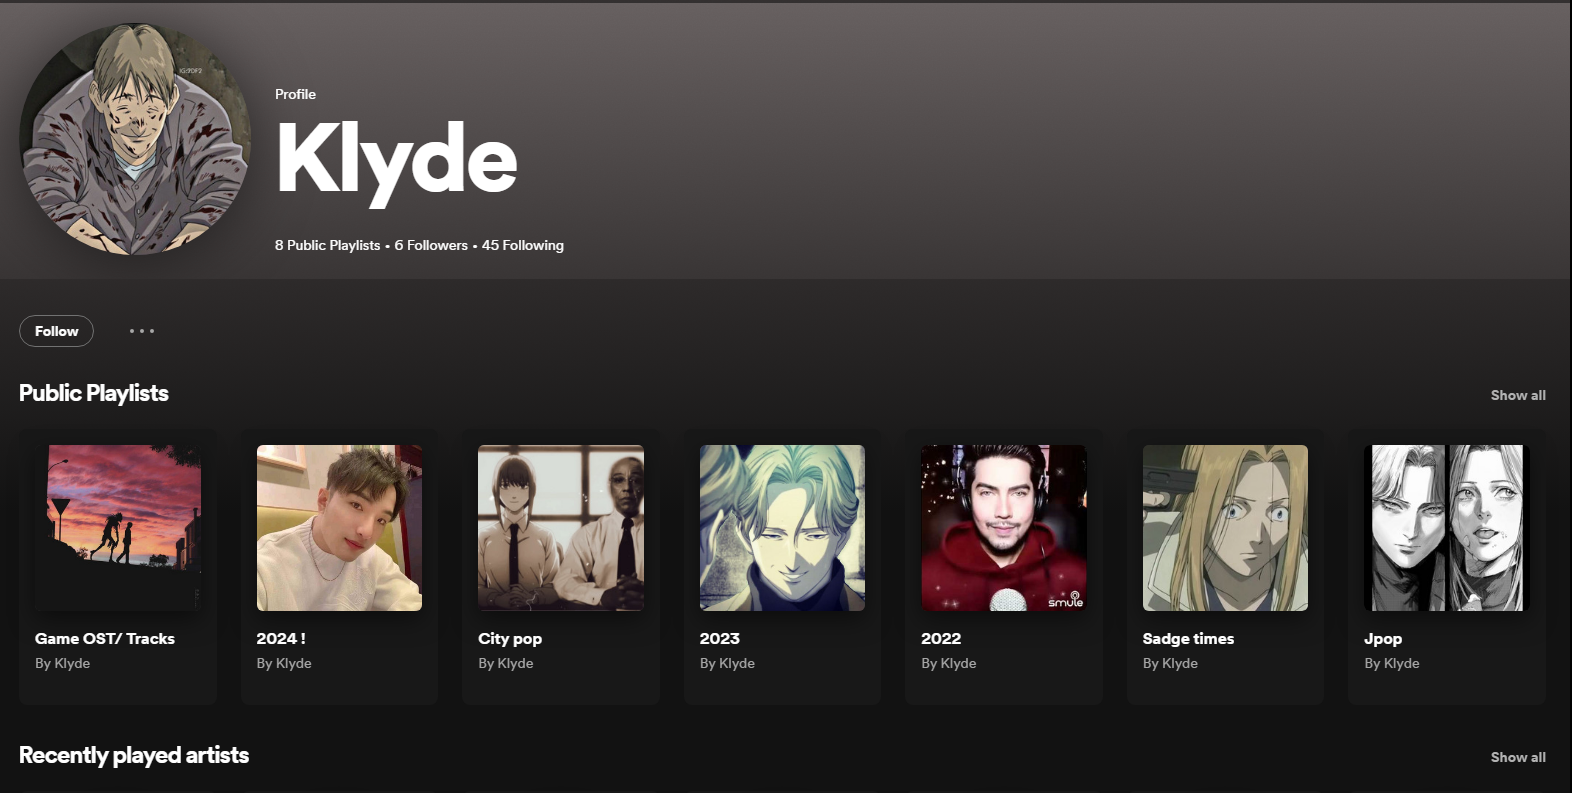 IG:9DF2
Profile
Klyde
8 Public Playlists • 6 Followers • 45 Following
Follow
Public Playlists
Show all
smule
Game OST/ Tracks
By Klyde
2024 !
By Klyde
City pop
By Klyde
2023
By Klyde
2022
By Klyde
Sadge times
By Klyde
Jpop
By Klyde
Recently played artists
Show all